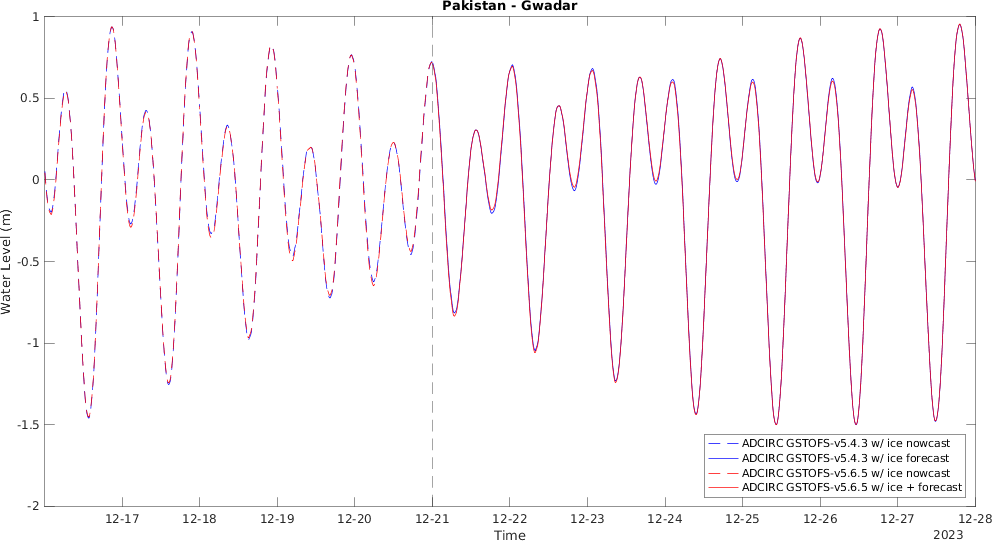 Pakistan - Gwadar
1
0.5
0
-0.5
-1
-1.5
-2
Water Level (m)
ADCIRC GSTOFS-v5.4.3 w/ ice nowcast
ADCIRC GSTOFS-v5.4.3 w/ ice forecast
ADCIRC GSTOFS-v5.6.5 w/ ice nowcast
ADCIRC GSTOFS-v5.6.5 w/ ice + forecast
12-17 12-18 12-19 12-20 12-21 12-22 12-23 12-24 12-25 12-26 12-27 12-28
Time
2023